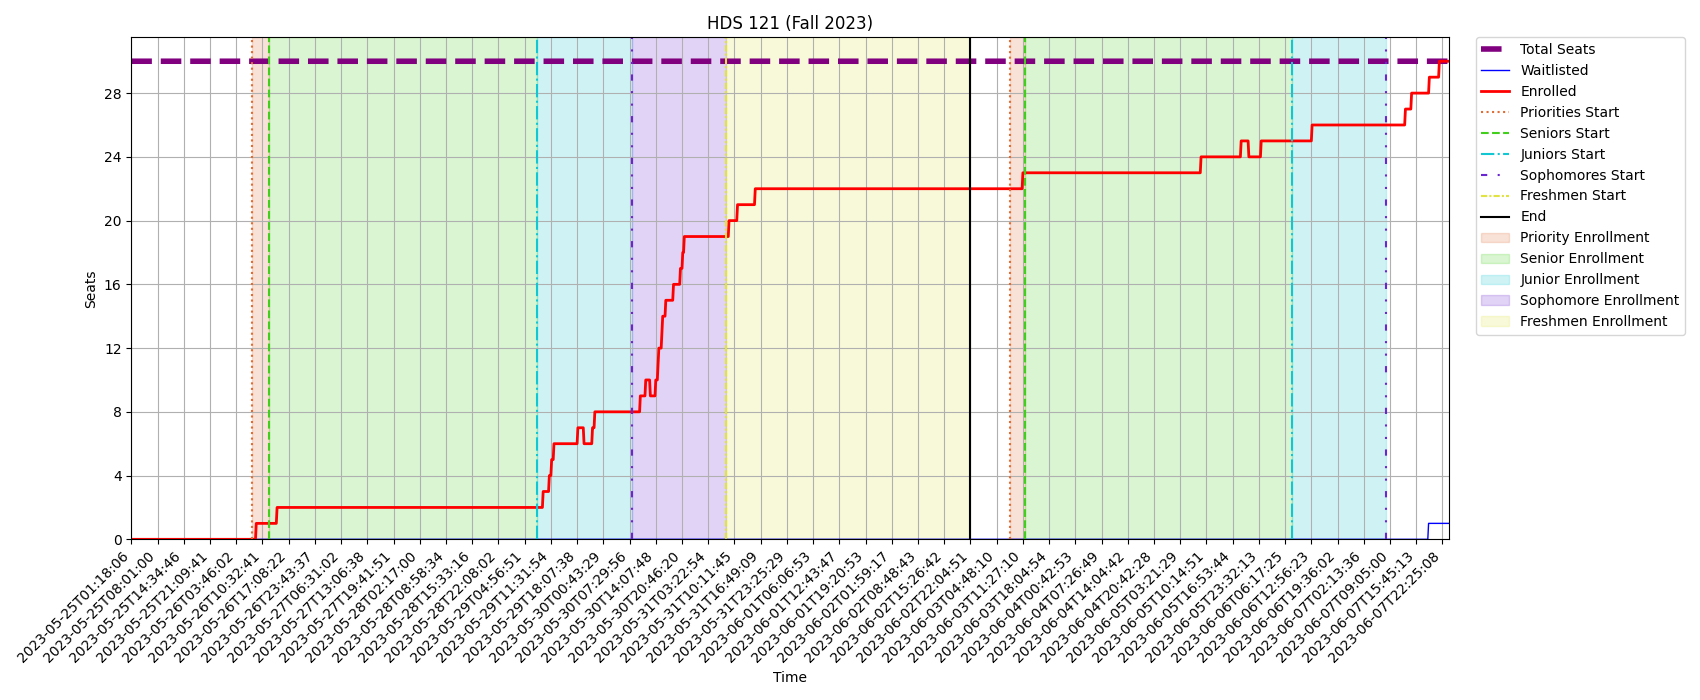 HDS 121 (Fall 2023)
Seats
28
24
20
16
12
8
4
0
2023-05-25T01:18:06
2023-05-25T08:01:00
2023-05-25T14:34:46
2023-05-25T21:09:41
2023-05-26T03:46:02
2023-05-26T10:32:41
2023-05-26T17:08:22
2023-05-26T23:43:37
2023-05-27T06:31:02
2023-05-27T13:06:38
2023-05-27T19:41:51
2023-05-28T02:17:00
2023-05-28T08:58:34
2023-05-28T15:33:16
2023-05-28T22:08:02
2023-05-29T04:56:51
2023-05-29T11:31:54
2023-05-29T18:07:38
2023-05-30T00:43:29
2023-05-30T07:29:56
2023-05-30T14:07:48
2023-05-30T20:46:20
2023-05-31T03:22:54
2023-05-31T10:11:45
2023-05-31T16:49:09
2023-05-31T23:25:29
2023-06-01T06:06:53
2023-06-01T12:43:47
2023-06-01T19:20:53
2023-06-02T01:59:17
2023-06-02T08:48:43
2023-06-02T15:26:42
2023-06-02T22:04:51
2023-06-03T04:48:10
2023-06-03T11:27:10
2023-06-03T18:04:54
2023-06-04T00:42:53
2023-06-04T07:26:49
2023-06-04T14:04:42
2023-06-04T20:42:28
2023-06-05T03:21:29
2023-06-05T10:14:51
2023-06-05T16:53:44
2023-06-05T23:32:13
2023-06-06T06:17:25
2023-06-06T12:56:23
2023-06-06T19:36:02
2023-06-07T02:13:36
2023-06-07T09:05:00
2023-06-07T15:45:13
2023-06-07T22:25:08
Time
Total Seats
Waitlisted
Enrolled
Priorities Start
Seniors Start
Juniors Start
Sophomores Start
Freshmen Start
End
Priority Enrollment
Senior Enrollment
Junior Enrollment
Sophomore Enrollment
Freshmen Enrollment